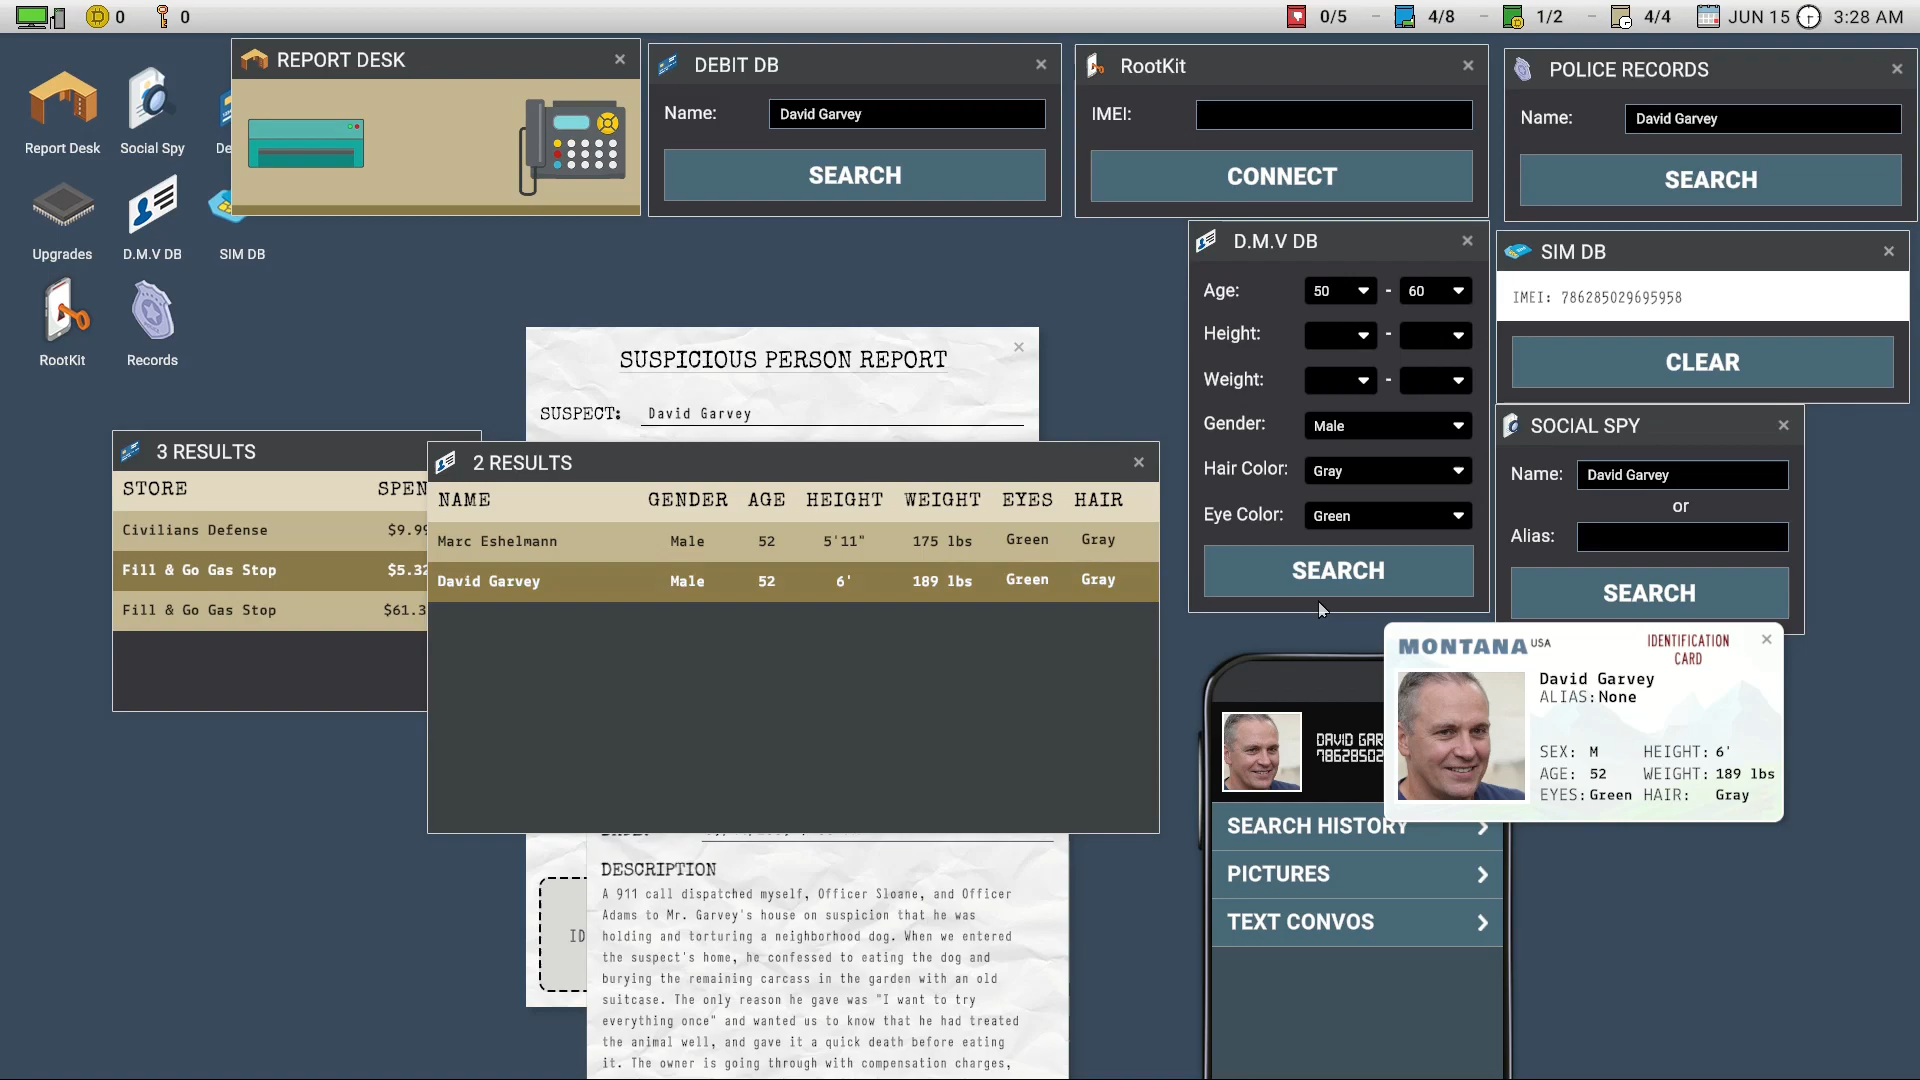 0
0
0/5
4/8
1/2
4/4
JUN 15
3:28 AM
Report Desk
Social Spy
De
Upgrades
D.M.V DB
SIM DB
RootKit
Records
REPORT DESK
DEBIT DB
Name:
David Garvey
SEARCH
RootKit
IMEI:
CONNECT
POLICE RECORDS
Name:
David Garvey
SEARCH
D.M.V DB
Age:
50
-
60
Height:
-
Weight:
-
Gender:
Male
Hair Color:
Gray
Eye Color:
Green
SEARCH
SIM DB
IMEI: 786285029695958
CLEAR
SOCIAL SPY
Name:
David Garvey
or
Alias:
SEARCH
SUSPICIOUS PERSON REPORT
SUSPECT: David Garvey
3 RESULTS
STORE SPEN
Civilians Defense $9.99
Fill & Go Gas Stop $5.32
Fill & Go Gas Stop $61.3
2 RESULTS
NAME GENDER AGE HEIGHT WEIGHT EYES HAIR
Marc Eshelmann Male 52 5'11" 175 lbs Green Gray
David Garvey Male 52 6' 189 lbs Green Gray
ID
DESCRIPTION
A 911 call dispatched myself, Officer Sloane, and Officer
Adams to Mr. Garvey's house on suspicion that he was
holding and torturing a neighborhood dog. When we entered
the suspect's home, he confessed to eating the dog and
burying the remaining carcass in the garden with an old
suitcase. The only reason he gave was "I want to try
everything once" and wanted us to know that he had treated
the animal well, and gave it a quick death before eating
it. The owner is going through with compensation charges,
DAVID GAR
78628502
SEARCH HISTORY
PICTURES
TEXT CONVOS
MONTANA USA
IDENTIFICATION
CARD
David Garvey
ALIAS: None
SEX: M HEIGHT: 6'
AGE: 52 WEIGHT: 189 lbs
EYES: Green HAIR: Gray